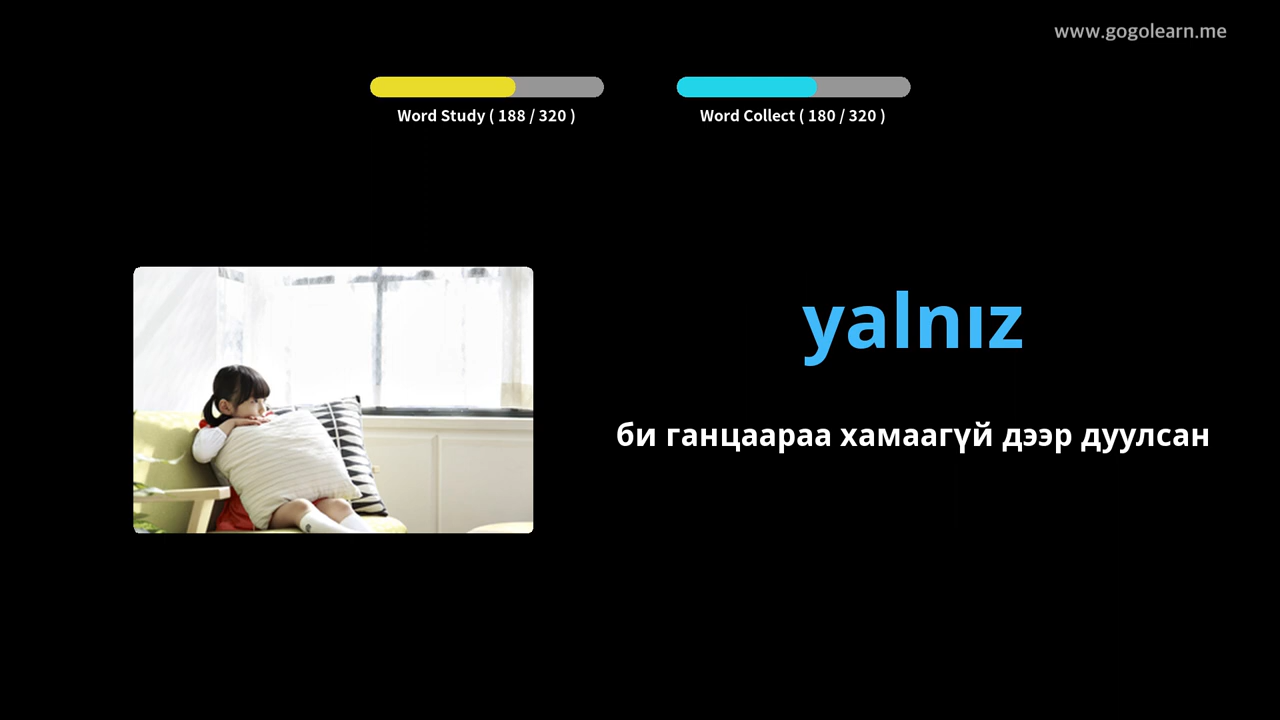 www.gogolearn.me
Word Study ( 188 / 320 )
Word Collect ( 180 / 320 )
yalnız
би ганцаараа хамаагүй дээр дуулсан